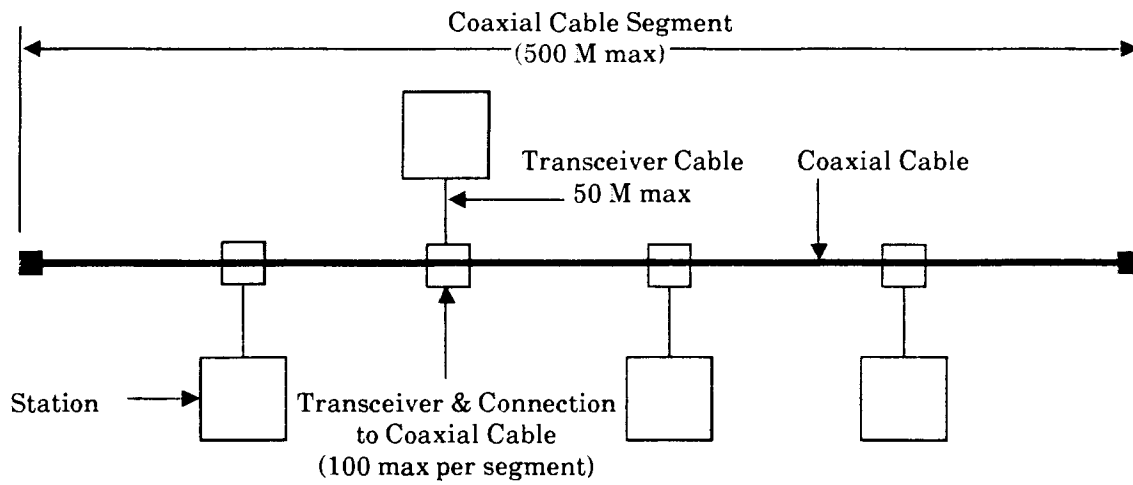 Coaxial Cable Segment
(500 M max)
Transceiver Cable
50 M max
Coaxial Cable
Station
Transceiver & Connection
to Coaxial Cable
(100 max per segment)